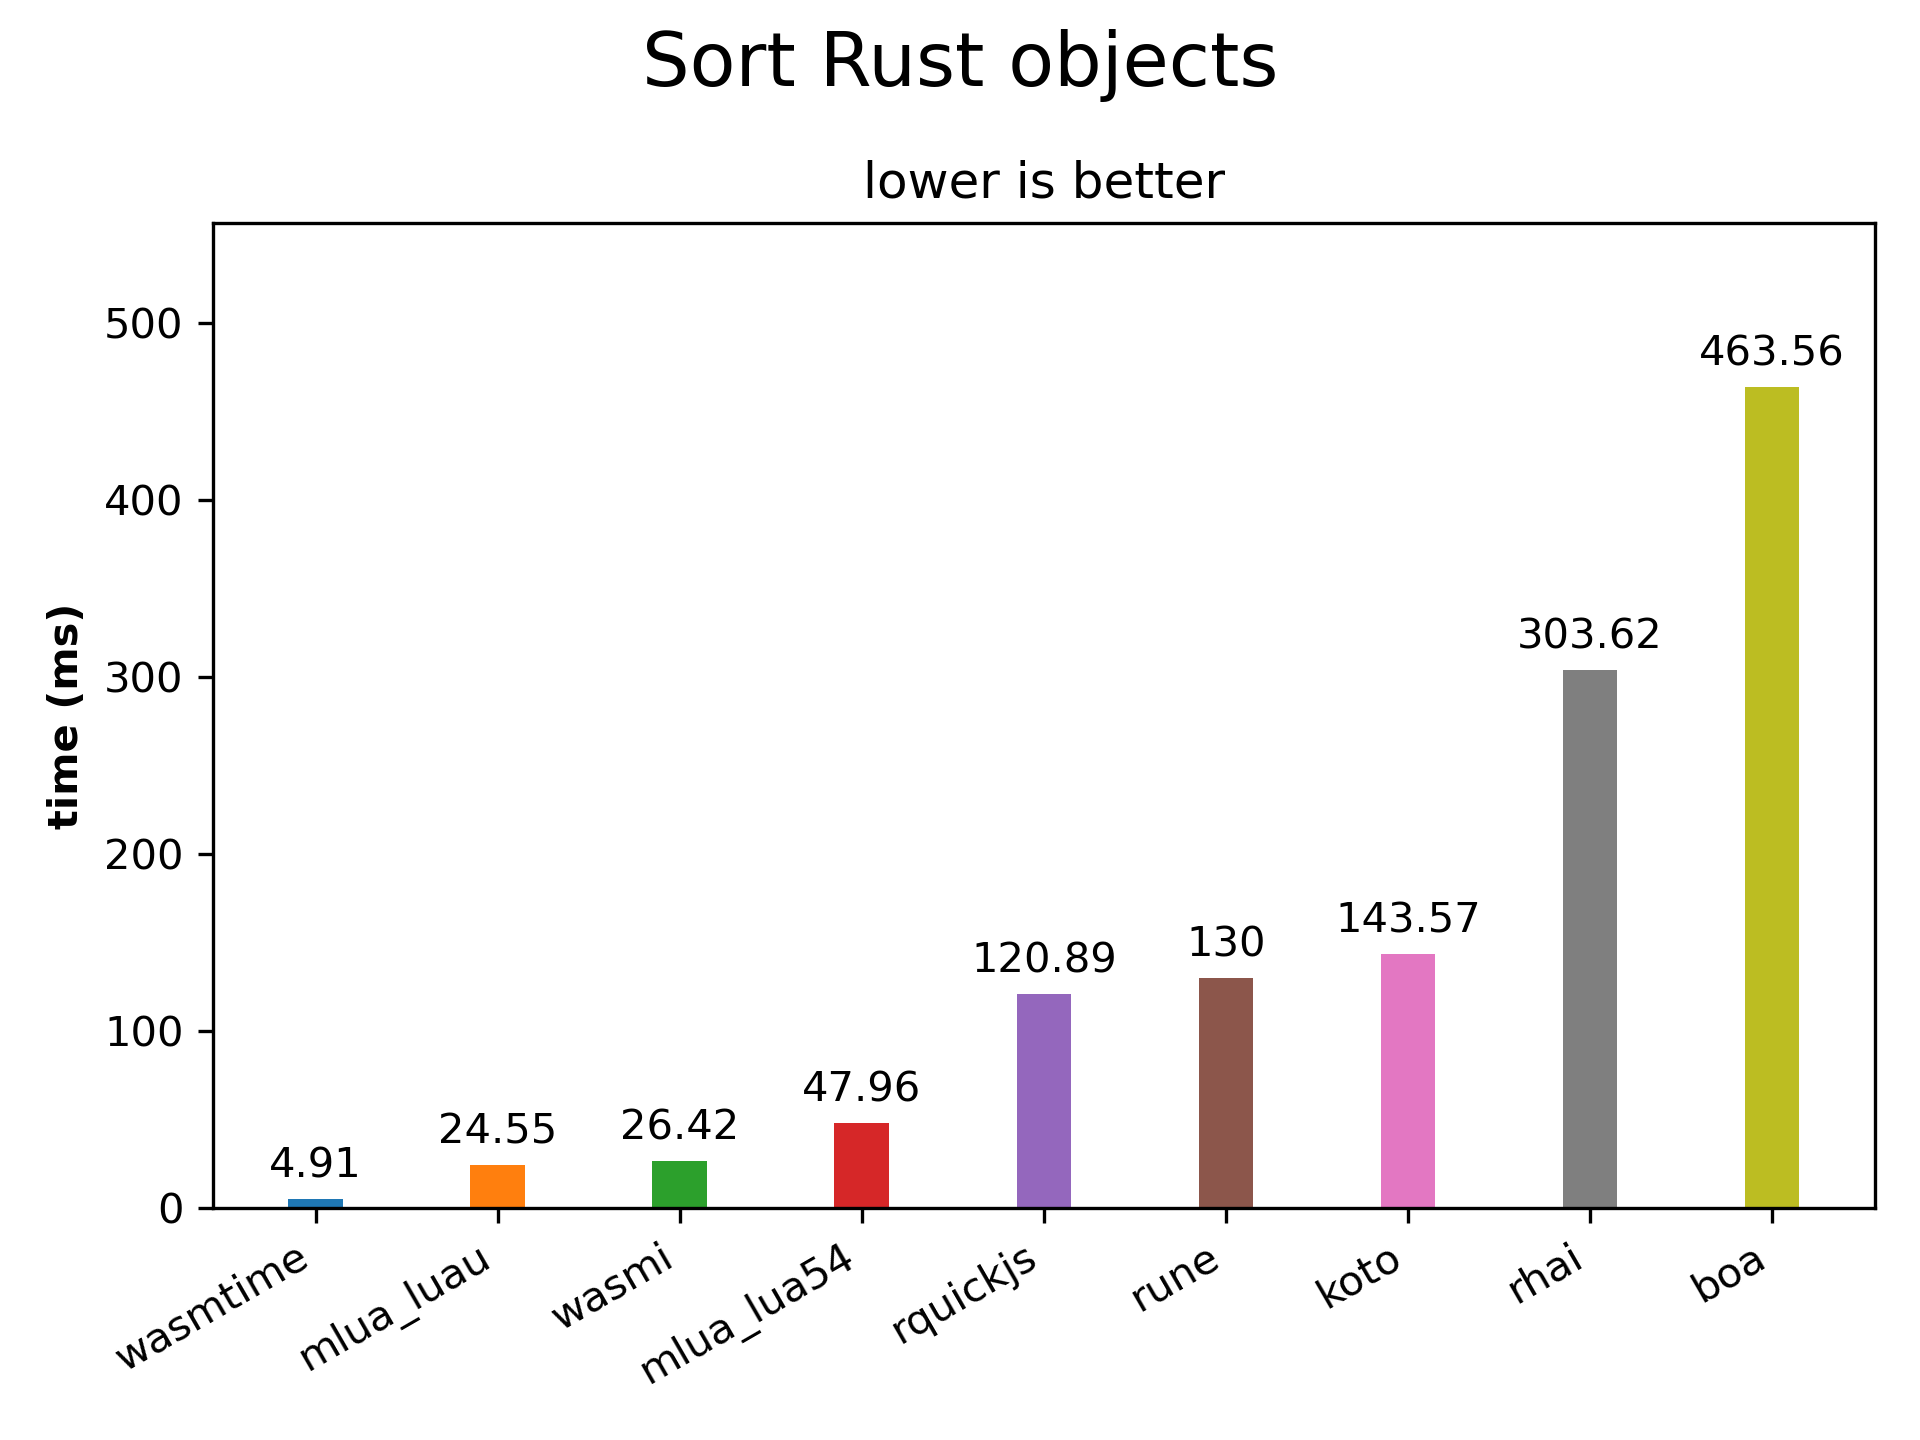 Sort Rust objects
lower is better
time (ms)
500
400
300
200
100
0
4.91
24.55
26.42
47.96
120.89
130
143.57
303.62
463.56
wasmtime
mlua_luau
wasmi
mlua_lua54
rquickjs
rune
koto
rhai
boa